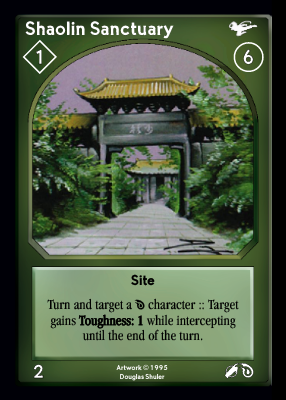 Shaolin Sanctuary
1
6
Site
Turn and target a character :: Target
gains Toughness: 1 while intercepting
until the end of the turn.
2
Artwork © 1995
Douglas Shuler